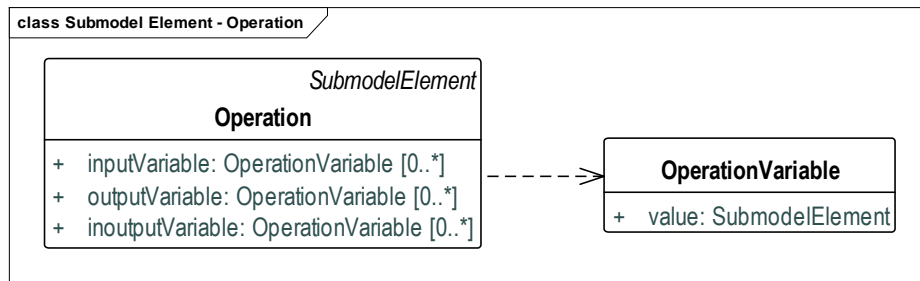 class Submodel Element - Operation
SubmodelElement
Operation
+ inputVariable: OperationVariable [0..*]
+ outputVariable: OperationVariable [0..*]
+ inoutputVariable: OperationVariable [0..*]
OperationVariable
+ value: SubmodelElement